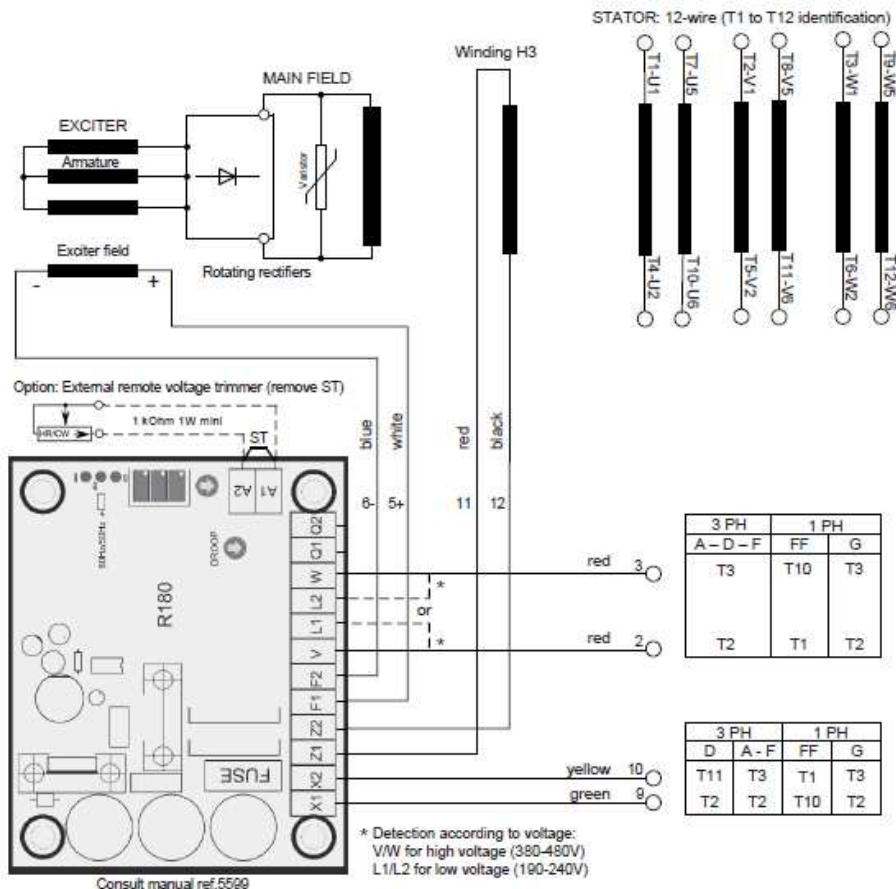 STATOR: 12-wire (T1 to T12 identification)
T1-U1
T7-U5
T2-V1
T8-V5
T3-W1
T9-W5
T4-U2
T10-U6
T5-V2
T11-V6
T6-W2
T12-W6
Winding H3
MAIN FIELD
EXCITER
Armature
Varistor
Exciter field
- +
Rotating rectifiers
Option: External remote voltage trimmer (remove ST)
1 kOhm 1W mini
ST
blue
white
red
black
6-
5+
11
12
A2
A1
DROOP
R180
FUSE
Q2
Q1
W
L2
L1
V
F2
F1
Z2
Z1
X2
X1
red 3
*
or
*
red 2
yellow 10
green 9
3 PH 1 PH
A – D – F FF G
T3 T10 T3
T2 T1 T2
3 PH 1 PH
D A - F FF G
T11 T3 T1 T3
T2 T2 T10 T2
* Detection according to voltage:
V/W for high voltage (380-480V)
L1/L2 for low voltage (190-240V)
Consult manual ref.5599